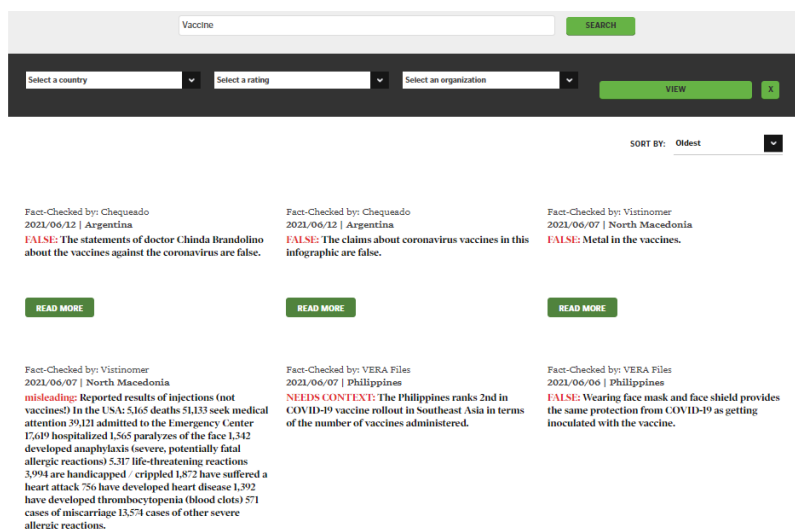 Vaccine
SEARCH
Select a country
Select a rating
Select an organization
VIEW
X
SORT BY: Oldest
Fact-Checked by: Chequeado
2021/06/12 | Argentina
FALSE: The statements of doctor Chinda Brandolino
about the vaccines against the coronavirus are false.
READ MORE
Fact-Checked by: Chequeado
2021/06/12 | Argentina
FALSE: The claims about coronavirus vaccines in this
infographic are false.
READ MORE
Fact-Checked by: Vistinomer
2021/06/07 | North Macedonia
FALSE: Metal in the vaccines.
READ MORE
Fact-Checked by: Vistinomer
2021/06/07 | North Macedonia
misleading: Reported results of injections (not
vaccines!) In the USA: 5,165 deaths 51,133 seek medical
attention 39,121 admitted to the Emergency Center
17,619 hospitalized 1,565 paralyzes of the face 1,342
developed anaphylaxis (severe, potentially fatal
allergic reactions) 5.317 life-threatening reactions
3,994 are handicapped / crippled 1,872 have suffered a
heart attack 756 have developed heart disease 1,392
have developed thrombocytopenia (blood clots) 571
cases of miscarriage 13,574 cases of other severe
allergic reactions.
Fact-Checked by: VERA Files
2021/06/07 | Philippines
NEEDS CONTEXT: The Philippines ranks 2nd in
COVID-19 vaccine rollout in Southeast Asia in terms
of the number of vaccines administered.
Fact-Checked by: VERA Files
2021/06/06 | Philippines
FALSE: Wearing face mask and face shield provides
the same protection from COVID-19 as getting
inoculated with the vaccine.